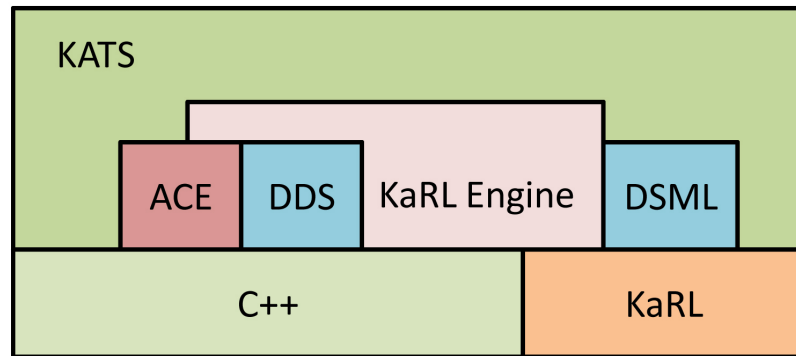 KATS
ACE
DDS
KaRL Engine
DSML
C++
KaRL